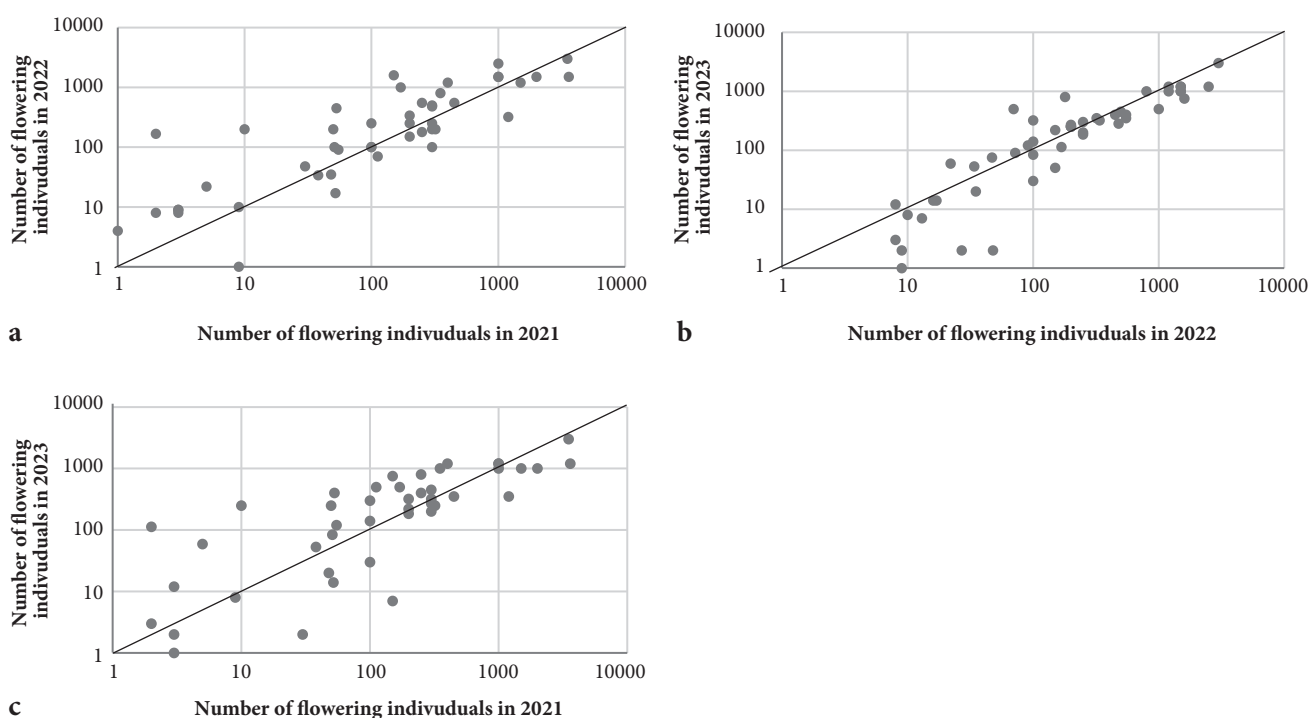 10000
1000
100
10
1
Number of flowering
indivuduals in 2022
1 10 100 1000 10000
a Number of flowering indivuduals in 2021
10000
1000
100
10
1
Number of flowering
indivuduals in 2023
1 10 100 1000 10000
b Number of flowering indivuduals in 2022
10000
1000
100
10
1
Number of flowering
indivuduals in 2023
1 10 100 1000 10000
c Number of flowering indivuduals in 2021